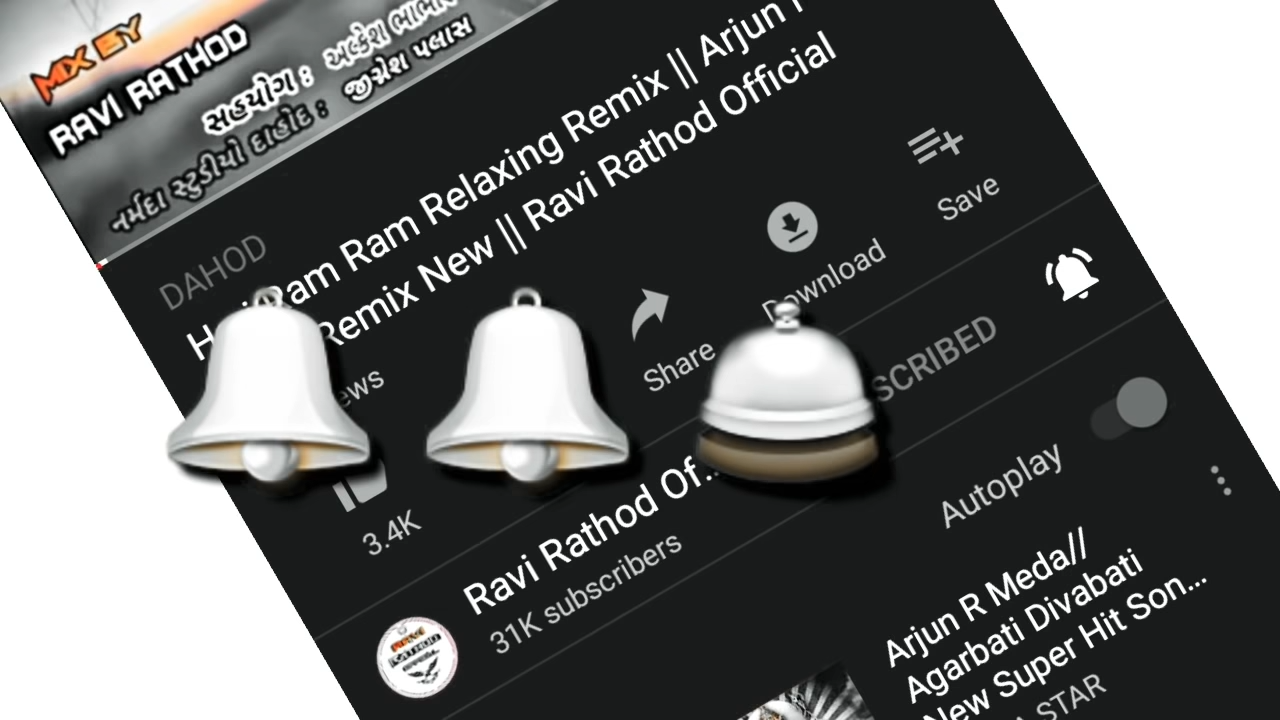 MIX BY
RAVI RATHOD
સહયોગ : અલ્કેશ ભાભોર
જીગ્નેશ પલાસ
નર્મદા સ્ટુડીયો દાહોદ :
DAHOD
Ram Ram Relaxing Remix || Arjun
Remix New || Ravi Rathod Official
3.4K
Share
Download
Save
Ravi Rathod Of...
31K subscribers
SCRIBED
Autoplay
Arjun R Meda//
Agarbati Divabati
New Super Hit Son...
STAR